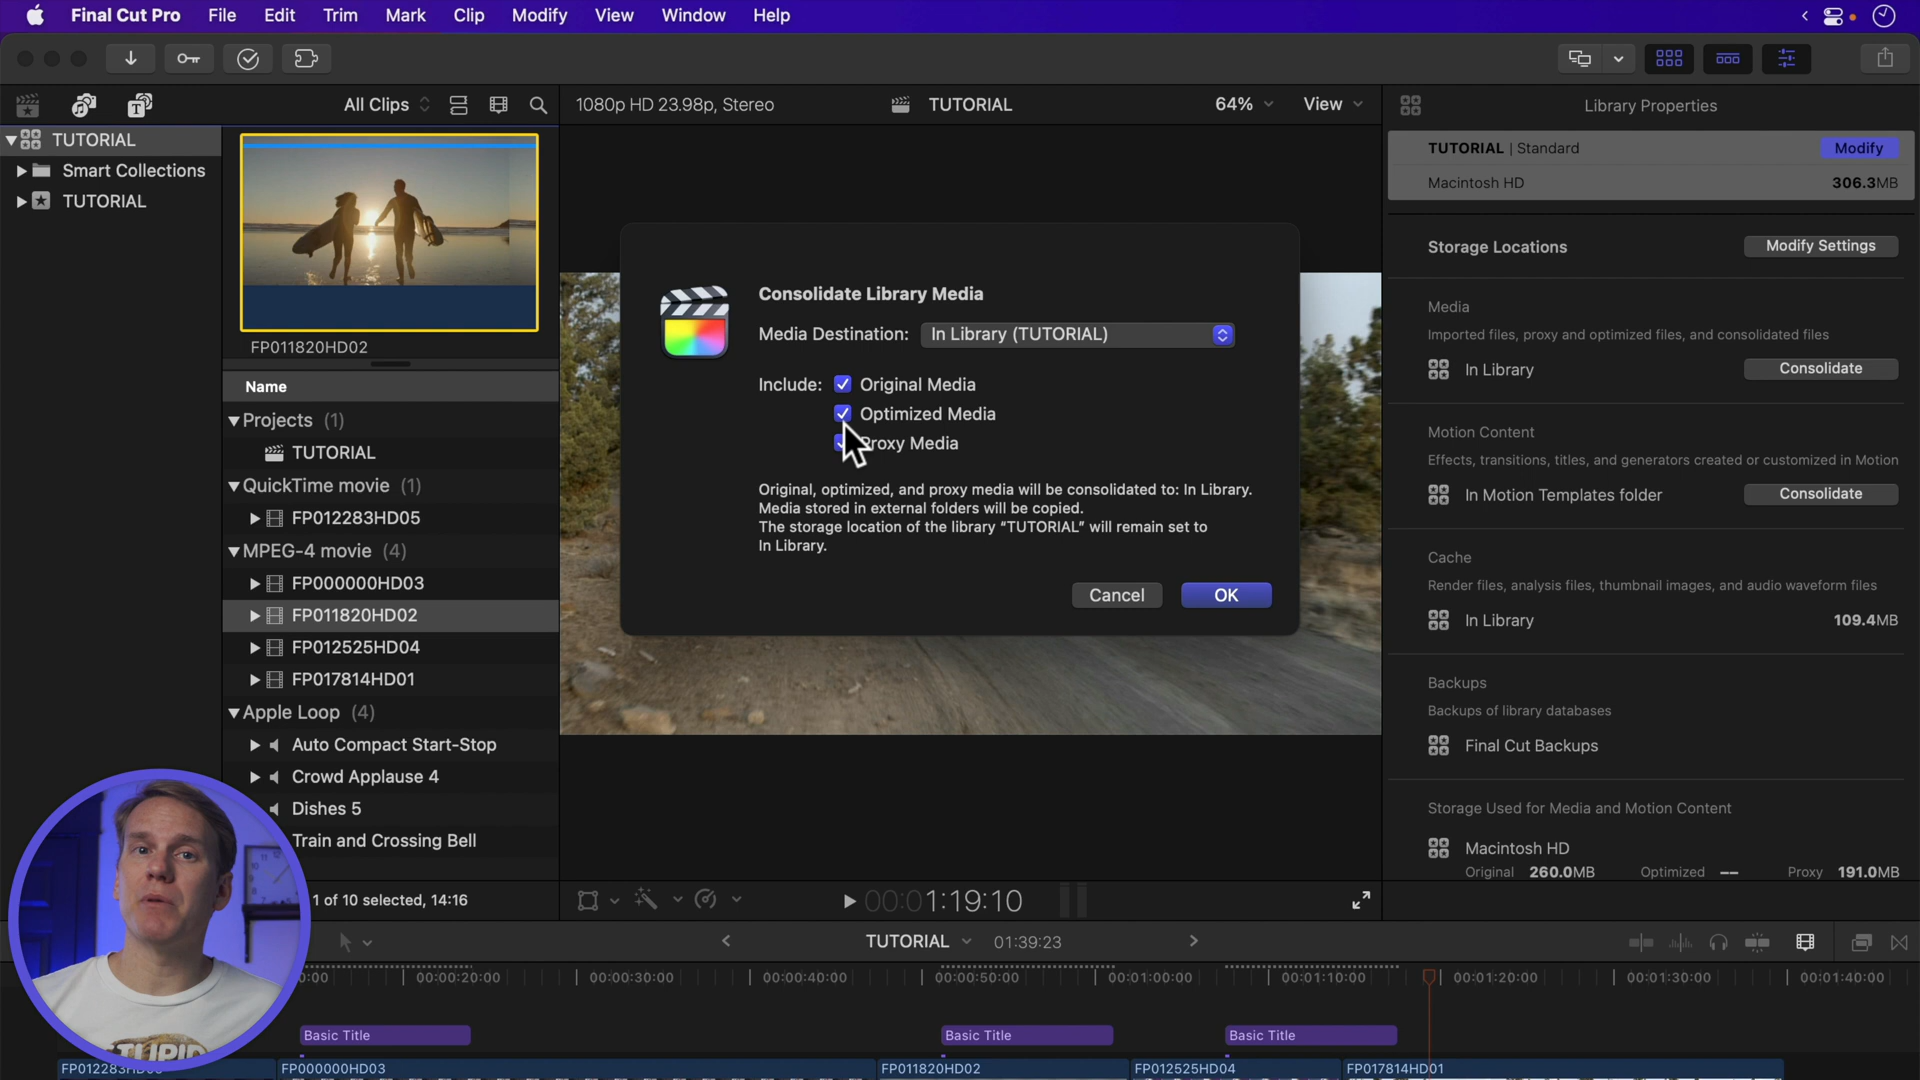 Final Cut Pro File Edit Trim Mark Clip Modify View Window Help
All Clips
1080p HD 23.98p, Stereo
TUTORIAL
64%
View
Library Properties
TUTORIAL
Smart Collections
TUTORIAL
FP011820HD02
Name
Projects (1)
TUTORIAL
QuickTime movie (1)
FP012283HD05
MPEG-4 movie (4)
FP000000HD03
FP011820HD02
FP012525HD04
FP017814HD01
Apple Loop (4)
Auto Compact Start-Stop
Crowd Applause 4
Dishes 5
Train and Crossing Bell
1 of 10 selected, 14:16
Consolidate Library Media
Media Destination: In Library (TUTORIAL)
Include: Original Media
Optimized Media
Proxy Media
Original, optimized, and proxy media will be consolidated to: In Library.
Media stored in external folders will be copied.
The storage location of the library “TUTORIAL” will remain set to
In Library.
Cancel
OK
TUTORIAL | Standard
Modify
Macintosh HD 306.3MB
Storage Locations
Modify Settings
Media
Imported files, proxy and optimized files, and consolidated files
In Library
Consolidate
Motion Content
Effects, transitions, titles, and generators created or customized in Motion
In Motion Templates folder
Consolidate
Cache
Render files, analysis files, thumbnail images, and audio waveform files
In Library 109.4MB
Backups
Backups of library databases
Final Cut Backups
Storage Used for Media and Motion Content
Macintosh HD
Original 260.0MB Optimized -- Proxy 191.0MB
00:01:19:10
TUTORIAL 01:39:23
00:00:20:00 00:00:30:00 00:00:40:00 00:00:50:00 00:01:00:00 00:01:10:00 00:01:20:00 00:01:30:00 00:01:40:00
Basic Title
Basic Title
Basic Title
FP000000HD03
FP011820HD02
FP012525HD04
FP017814HD01